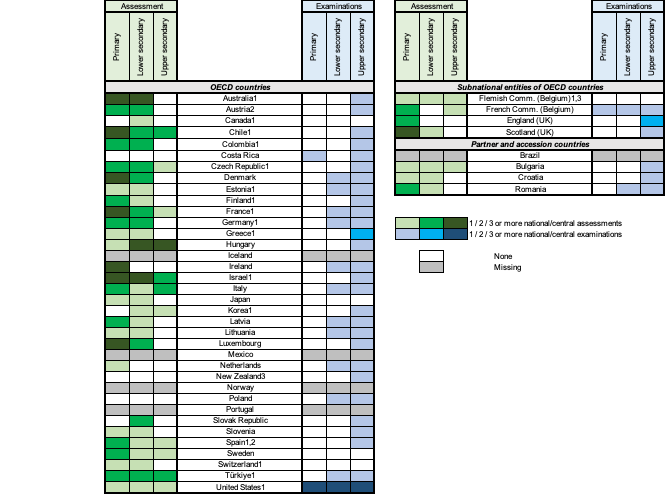 Assessment
Examinations
Primary
Lower secondary
Upper secondary
Primary
Lower secondary
Upper secondary
OECD countries
Australia1
Austria2
Canada1
Chile1
Colombia1
Costa Rica
Czech Republic1
Denmark
Estonia1
Finland1
France1
Germany1
Greece1
Hungary
Iceland
Ireland
Israel1
Italy
Japan
Korea1
Latvia
Lithuania
Luxembourg
Mexico
Netherlands
New Zealand3
Norway
Poland
Portugal
Slovak Republic
Slovenia
Spain1,2
Sweden
Switzerland1
Türkiye1
United States1
Assessment
Examinations
Primary
Lower secondary
Upper secondary
Primary
Lower secondary
Upper secondary
Subnational entities of OECD countries
Flemish Comm. (Belgium)1,3
French Comm. (Belgium)
England (UK)
Scotland (UK)
Partner and accession countries
Brazil
Bulgaria
Croatia
Romania
1 / 2 / 3 or more national/central assessments
1 / 2 / 3 or more national/central examinations
None
Missing